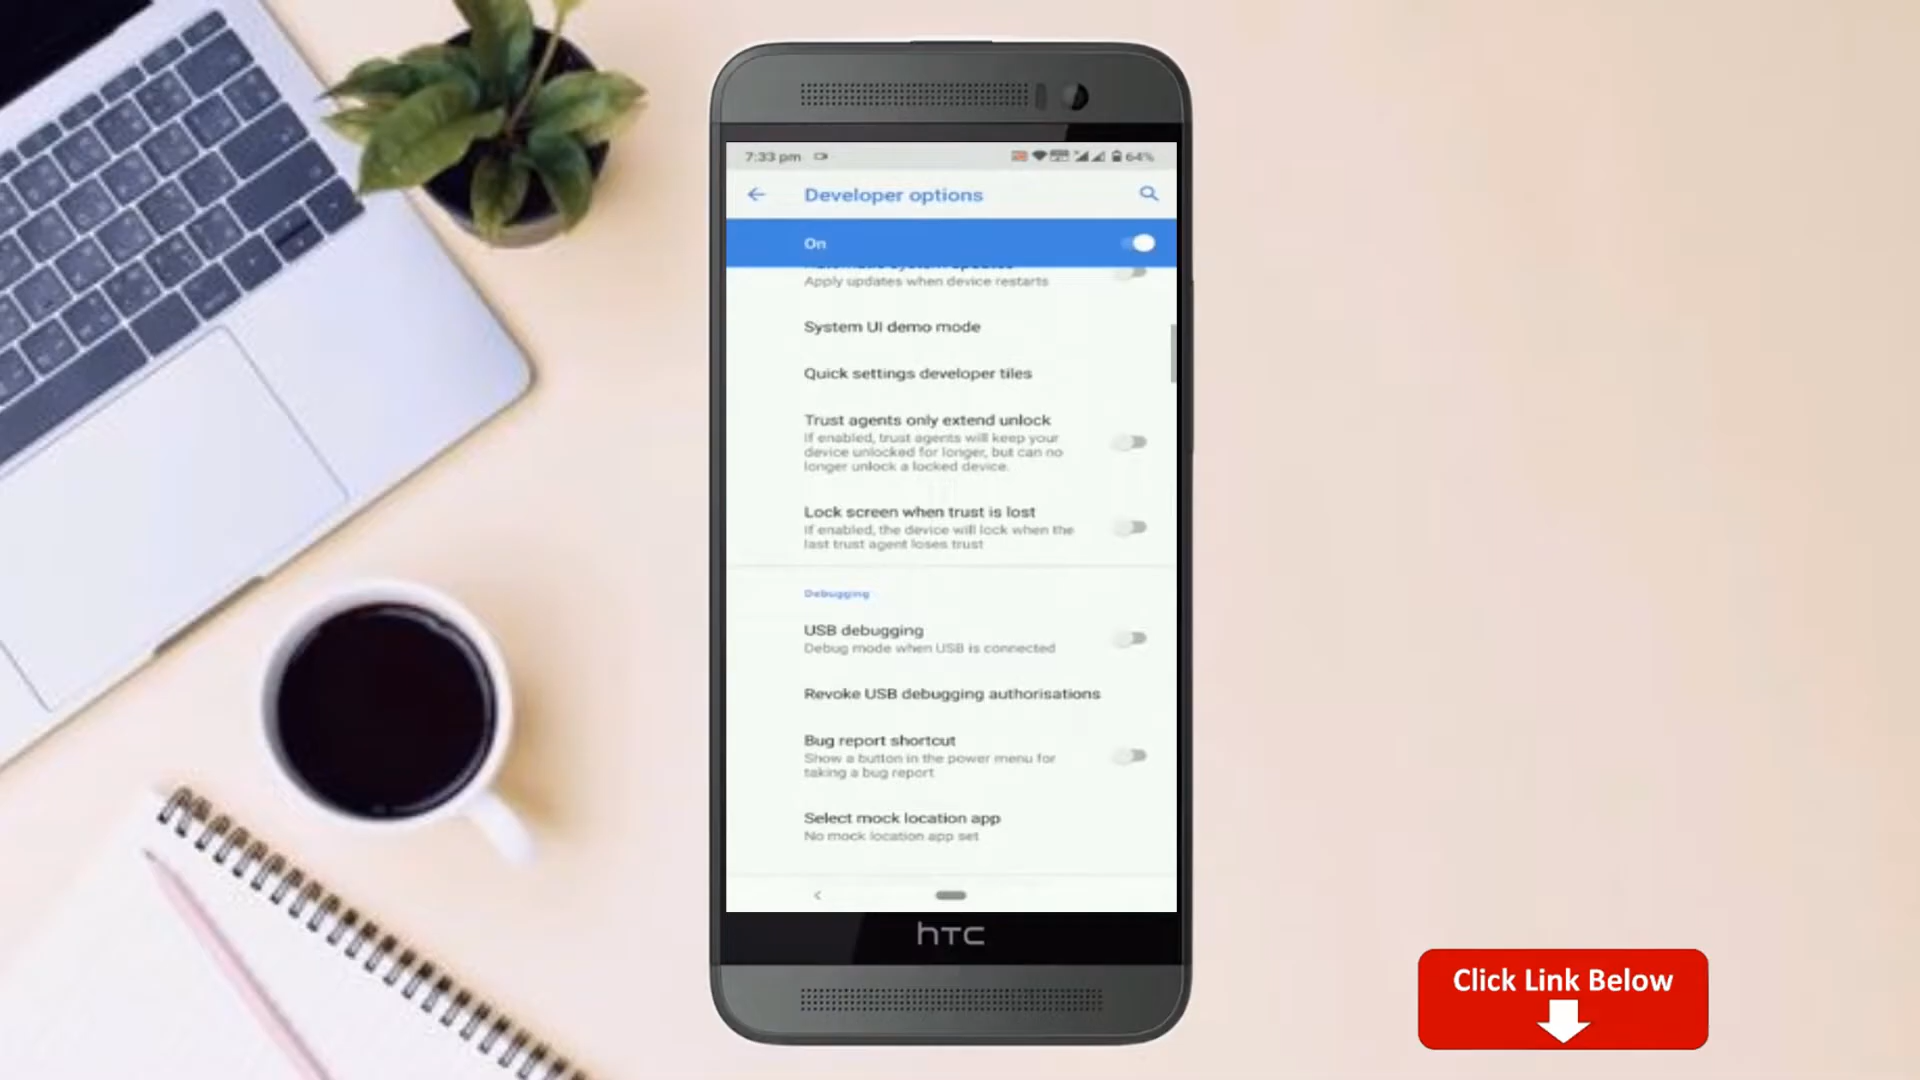 7:33 pm
64%
Developer options
On
Automatic system updates
Apply updates when device restarts
System UI demo mode
Quick settings developer tiles
Trust agents only extend unlock
If enabled, trust agents will keep your
device unlocked for longer, but can no
longer unlock a locked device.
Lock screen when trust is lost
If enabled, the device will lock when the
last trust agent loses trust
Debugging
USB debugging
Debug mode when USB is connected
Revoke USB debugging authorisations
Bug report shortcut
Show a button in the power menu for
taking a bug report
Select mock location app
No mock location app set
hTC
Click Link Below